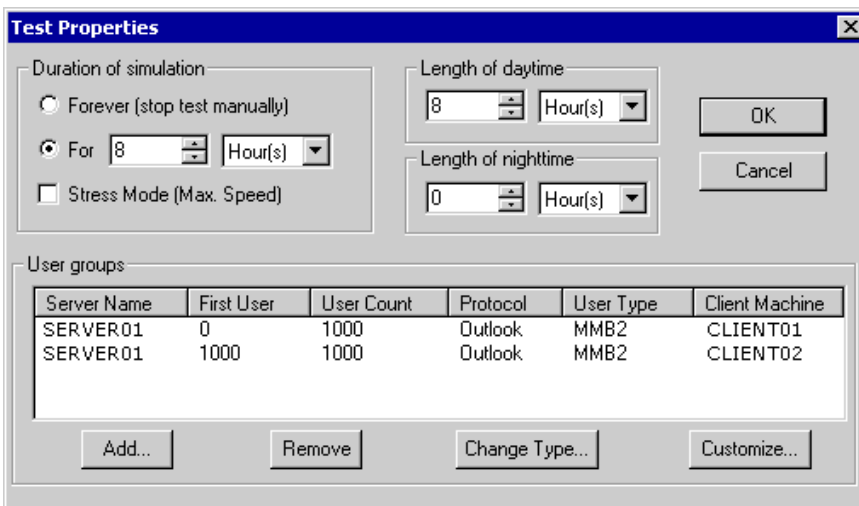 Test Properties
Duration of simulation
Forever (stop test manually)
For 8 Hour(s)
Stress Mode (Max. Speed)
Length of daytime
8 Hour(s)
Length of nighttime
0 Hour(s)
OK
Cancel
User groups
Server Name First User User Count Protocol User Type Client Machine
SERVER01 0 1000 Outlook MMB2 CLIENT01
SERVER01 1000 1000 Outlook MMB2 CLIENT02
Add... Remove Change Type... Customize...